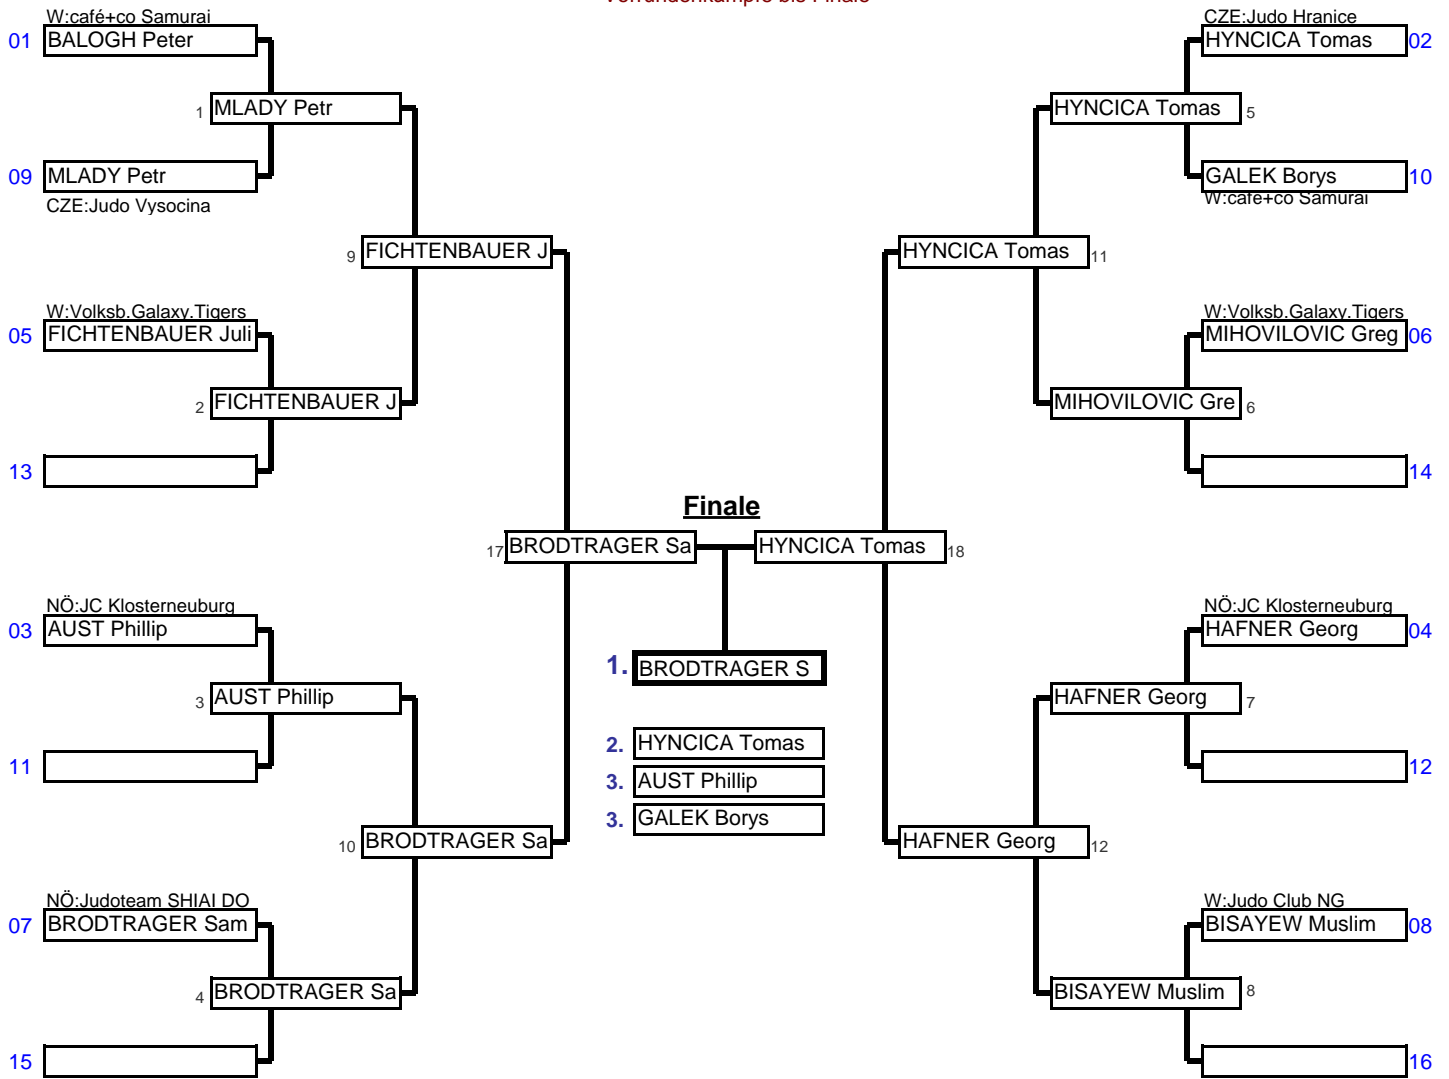 Vorrundenkämpfe bis Finale
W:café+co Samurai
01 BALOGH Peter
1 MLADY Petr
09 MLADY Petr
CZE:Judo Vysocina
9 FICHTENBAUER J
W:Volksb.Galaxy.Tigers
05 FICHTENBAUER Juli
2 FICHTENBAUER J
13
17 BRODTRAGER Sa
NÖ:JC Klosterneuburg
03 AUST Phillip
3 AUST Phillip
11
10 BRODTRAGER Sa
NÖ:Judoteam SHIAI DO
07 BRODTRAGER Sam
4 BRODTRAGER Sa
15
Finale
1. BRODTRAGER S
2. HYNCICA Tomas
3. AUST Phillip
3. GALEK Borys
CZE:Judo Hranice
HYNCICA Tomas 02
HYNCICA Tomas 5
GALEK Borys 10
W:café+co Samurai
HYNCICA Tomas 11
W:Volksb.Galaxy.Tigers
MIHOVILOVIC Greg 06
MIHOVILOVIC Gre 6
14
HYNCICA Tomas 18
NÖ:JC Klosterneuburg
HAFNER Georg 04
HAFNER Georg 7
12
HAFNER Georg 12
W:Judo Club NG
BISAYEW Muslim 08
BISAYEW Muslim 8
16